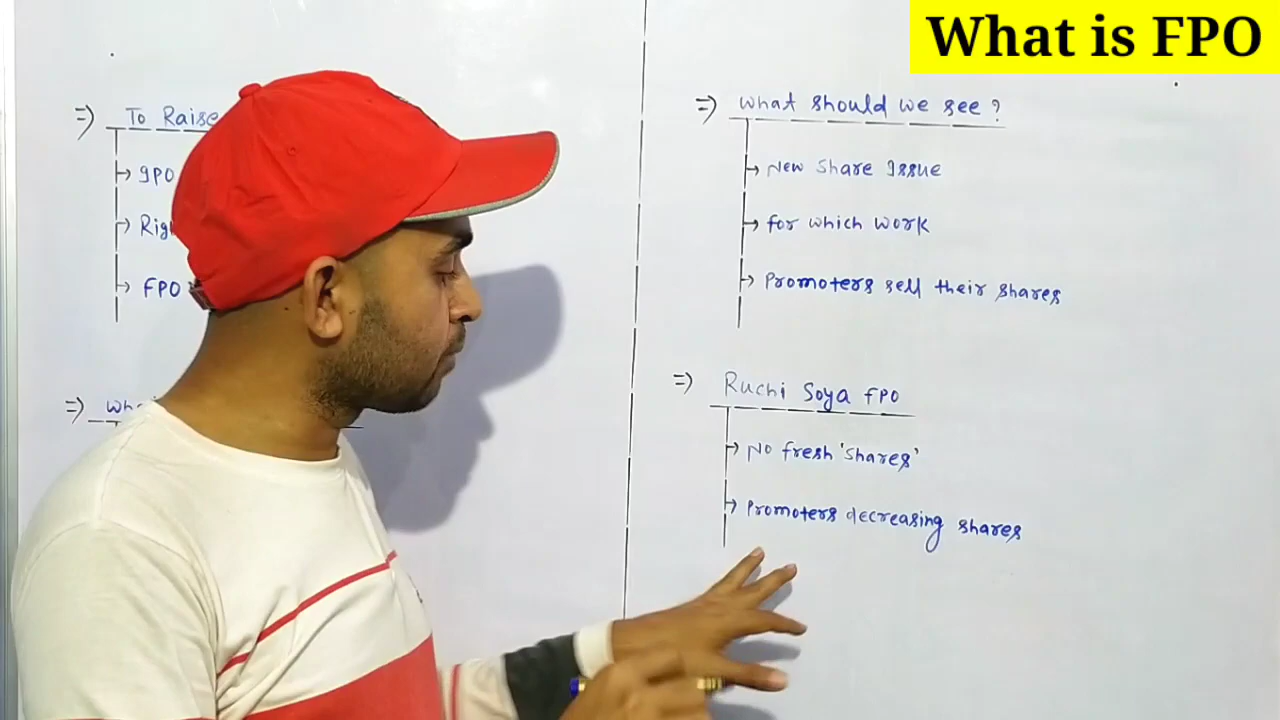 What is FPO
=> To Raise
→ IPO
→ Rig
→ FPO
=> Wha
=> What should we see ?
→ New Share Issue
→ for which work
→ Promoters sell their shares
=> Ruchi Soya FPO
→ No fresh 'shares'
→ Promoters decreasing shares